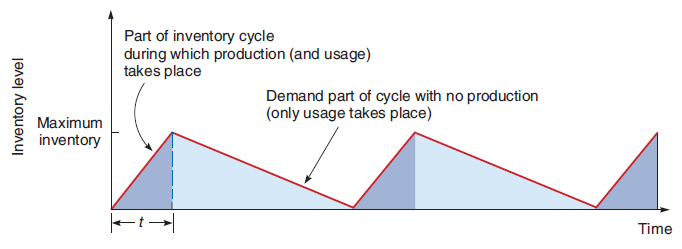 Part of inventory cycle
during which production (and usage)
takes place
Inventory level
Demand part of cycle with no production
(only usage takes place)
Maximum
inventory
t
Time